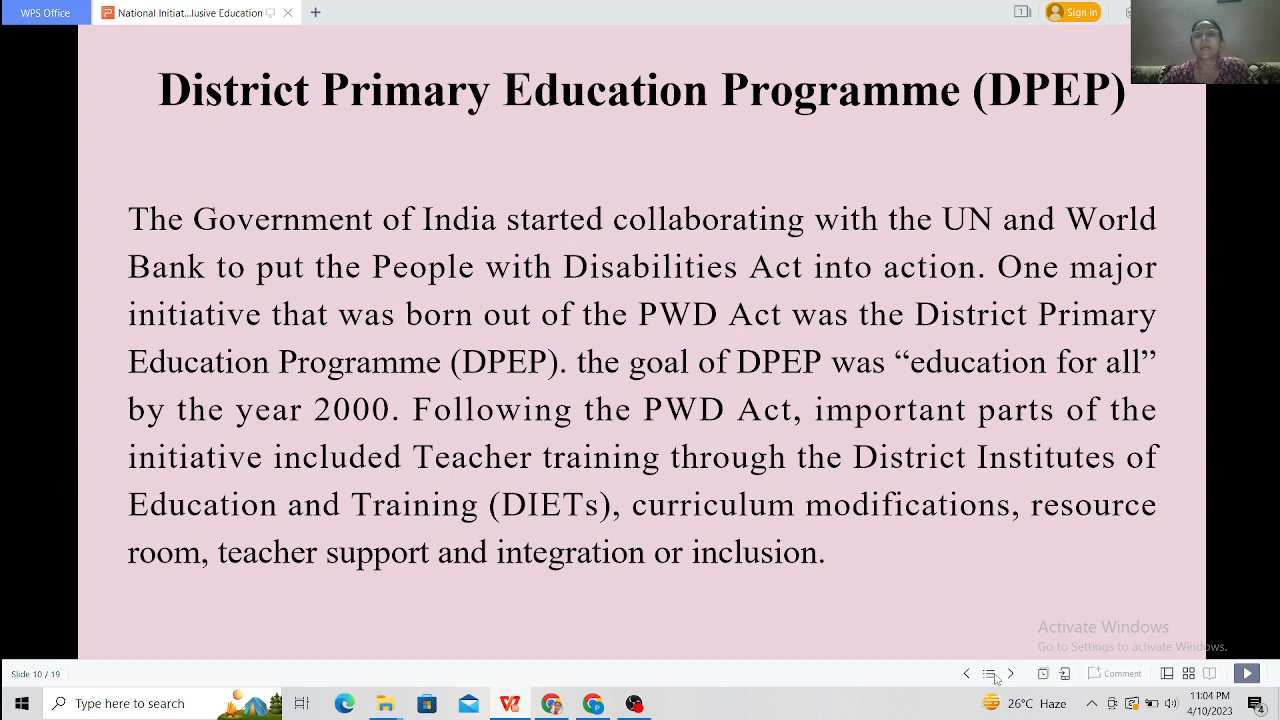 WPS Office
National Initiat...lusive Education
1
Sign in
District Primary Education Programme (DPEP)
The Government of India started collaborating with the UN and World
Bank to put the People with Disabilities Act into action. One major
initiative that was born out of the PWD Act was the District Primary
Education Programme (DPEP). the goal of DPEP was “education for all”
by the year 2000. Following the PWD Act, important parts of the
initiative included Teacher training through the District Institutes of
Education and Training (DIETs), curriculum modifications, resource
room, teacher support and integration or inclusion.
Activate Windows
Go to Settings to activate Windows.
Slide 10 / 19
Comment
Type here to search
26°C Haze
11:04 PM
4/10/2023
4